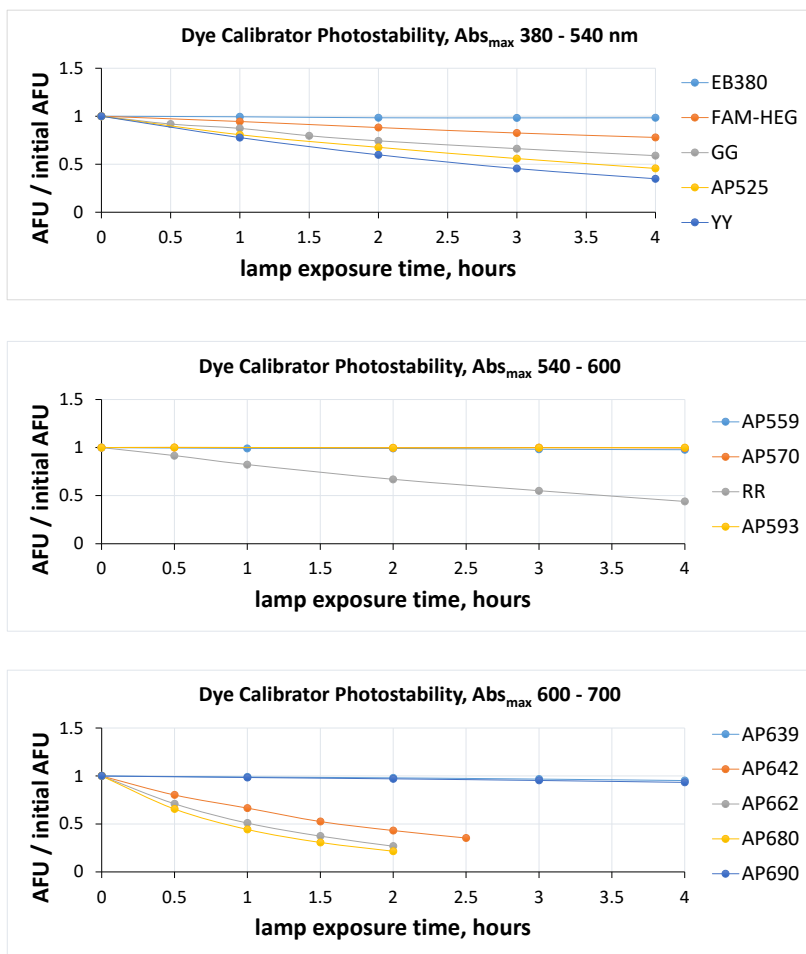 Dye Calibrator Photostability, Absmax 380 - 540 nm
1.5
1
0.5
0
0 0.5 1 1.5 2 2.5 3 3.5 4
AFU / initial AFU
lamp exposure time, hours
EB380
FAM-HEG
GG
AP525
YY
Dye Calibrator Photostability, Absmax 540 - 600
1.5
1
0.5
0
0 0.5 1 1.5 2 2.5 3 3.5 4
AFU / initial AFU
lamp exposure time, hours
AP559
AP570
RR
AP593
Dye Calibrator Photostability, Absmax 600 - 700
1.5
1
0.5
0
0 0.5 1 1.5 2 2.5 3 3.5 4
AFU / initial AFU
lamp exposure time, hours
AP639
AP642
AP662
AP680
AP690